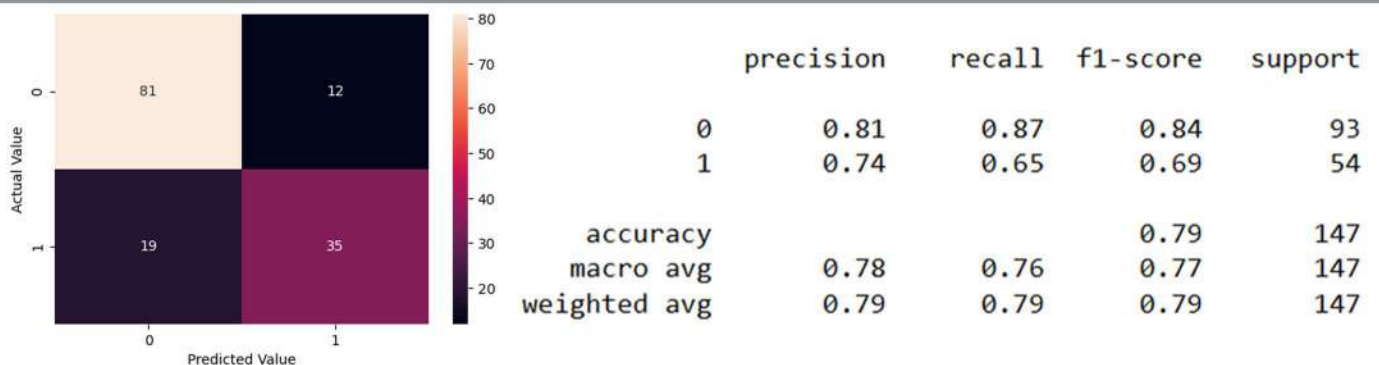 80
70
60
50
40
30
20
81 12
19 35
0
1
Actual Value
0 1
Predicted Value
precision recall f1-score support
0 0.81 0.87 0.84 93
1 0.74 0.65 0.69 54
accuracy 0.79 147
macro avg 0.78 0.76 0.77 147
weighted avg 0.79 0.79 0.79 147